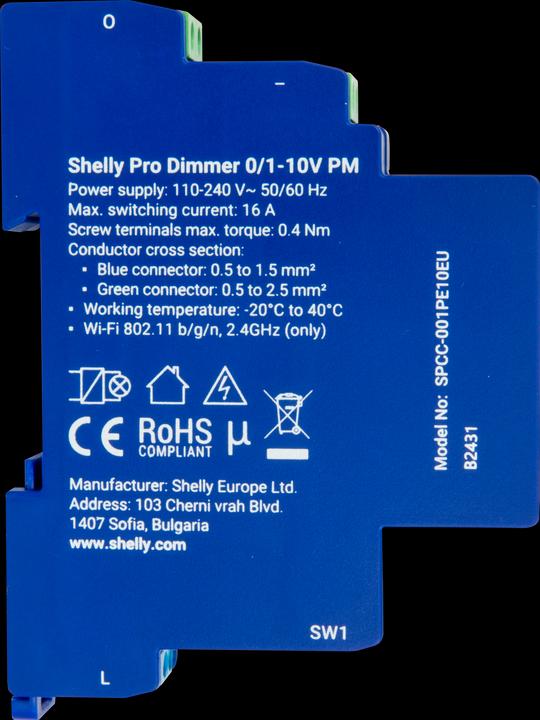 O
–
Shelly Pro Dimmer 0/1-10V PM
Power supply: 110-240 V~ 50/60 Hz
Max. switching current: 16 A
Screw terminals max. torque: 0.4 Nm
Conductor cross section:
▪ Blue connector: 0.5 to 1.5 mm²
▪ Green connector: 0.5 to 2.5 mm²
▪ Working temperature: -20°C to 40°C
▪ Wi-Fi 802.11 b/g/n, 2.4GHz (only)
CE RoHS µ
COMPLIANT
Manufacturer: Shelly Europe Ltd.
Address: 103 Cherni vrah Blvd.
1407 Sofia, Bulgaria
www.shelly.com
Model No: SPCC-001PE10EU
B2431
SW1
L